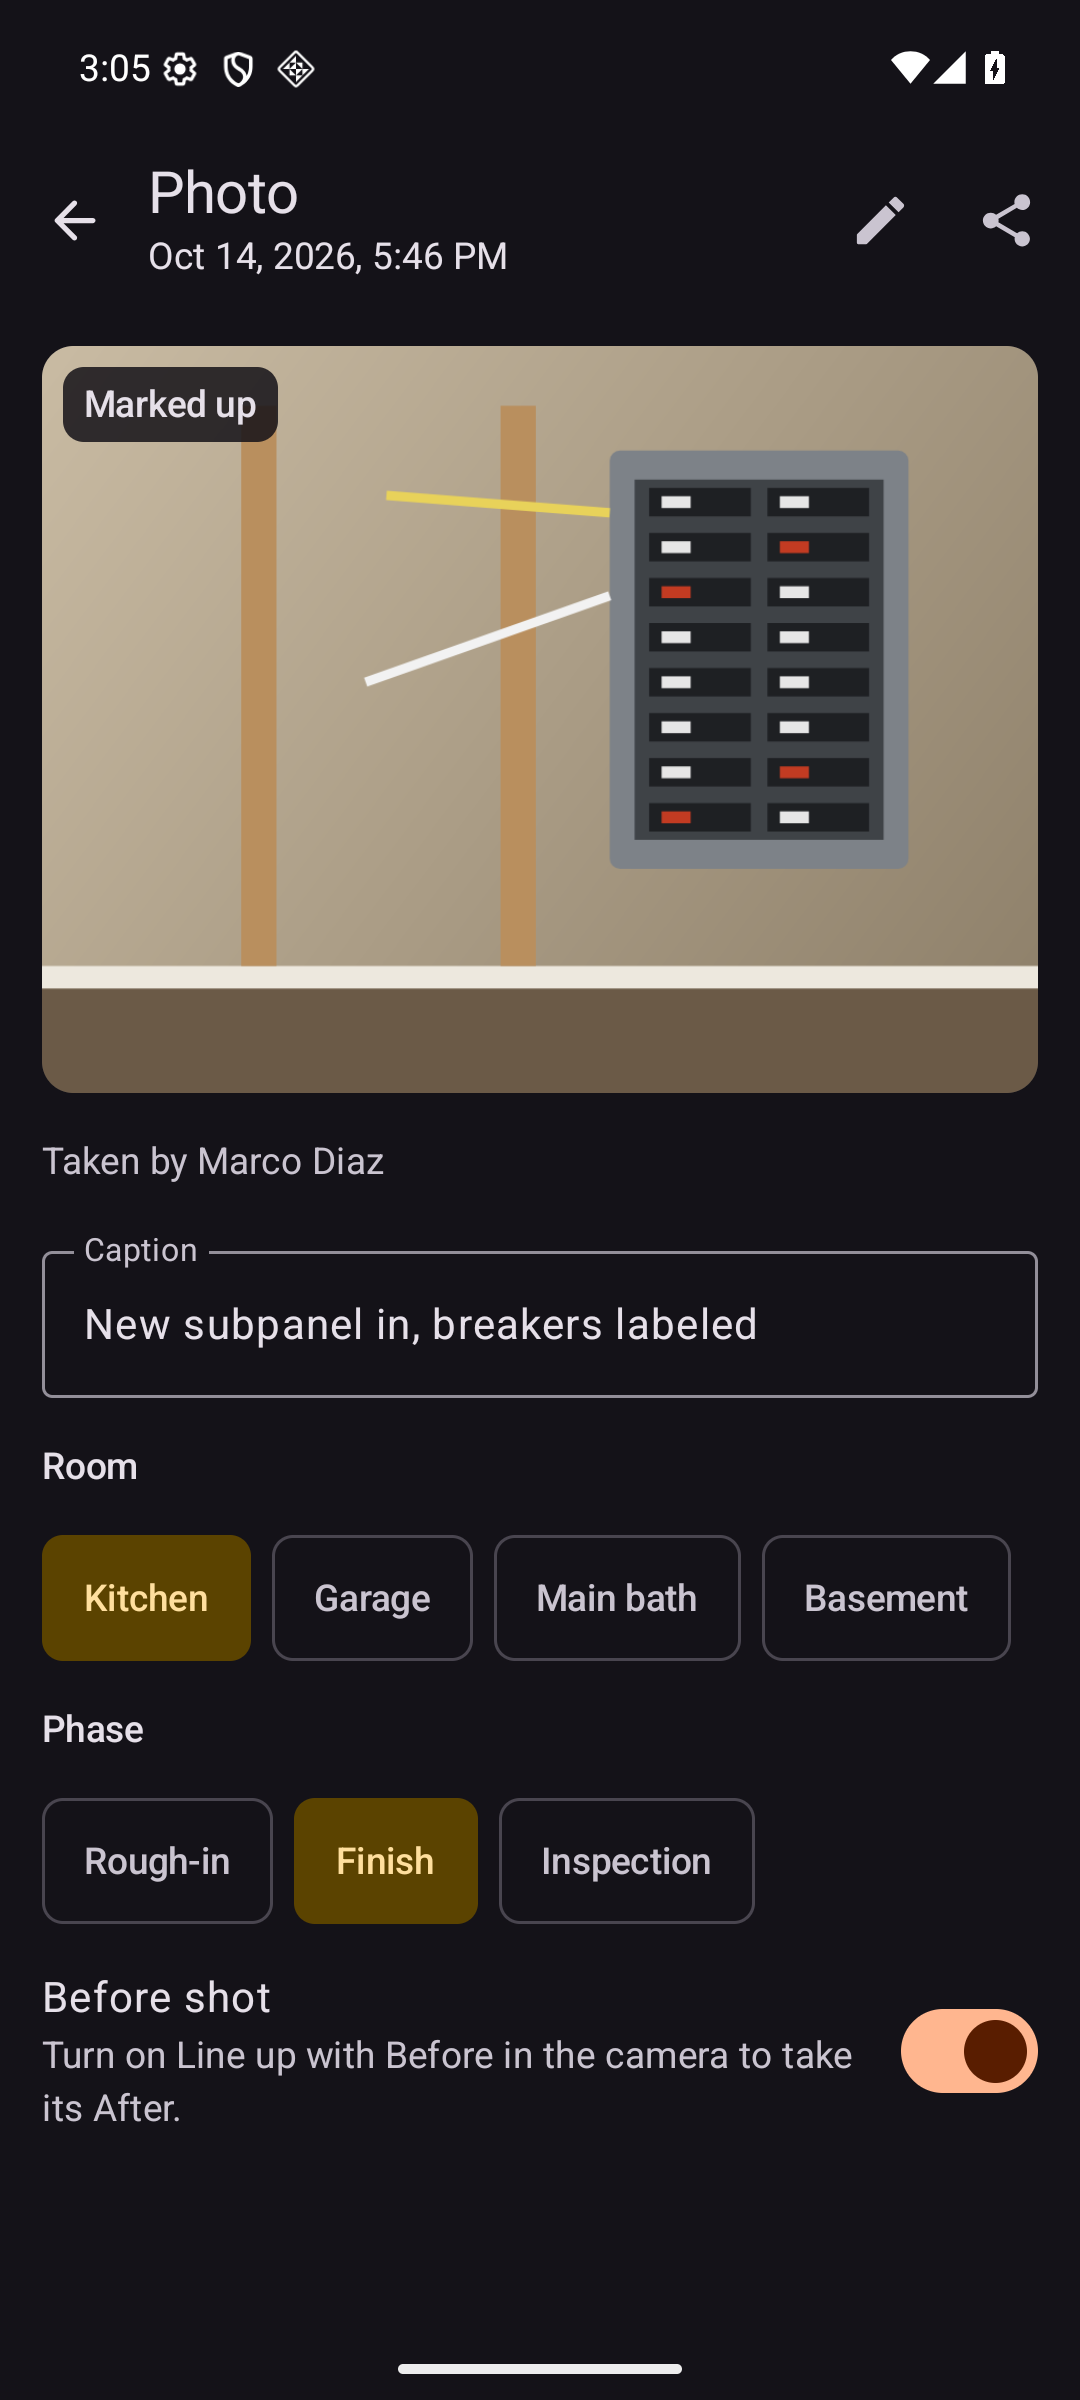 3:05
Photo
Oct 14, 2026, 5:46 PM
Marked up
Taken by Marco Diaz
Caption
New subpanel in, breakers labeled
Room
Kitchen Garage Main bath Basement
Phase
Rough-in Finish Inspection
Before shot
Turn on Line up with Before in the camera to take
its After.